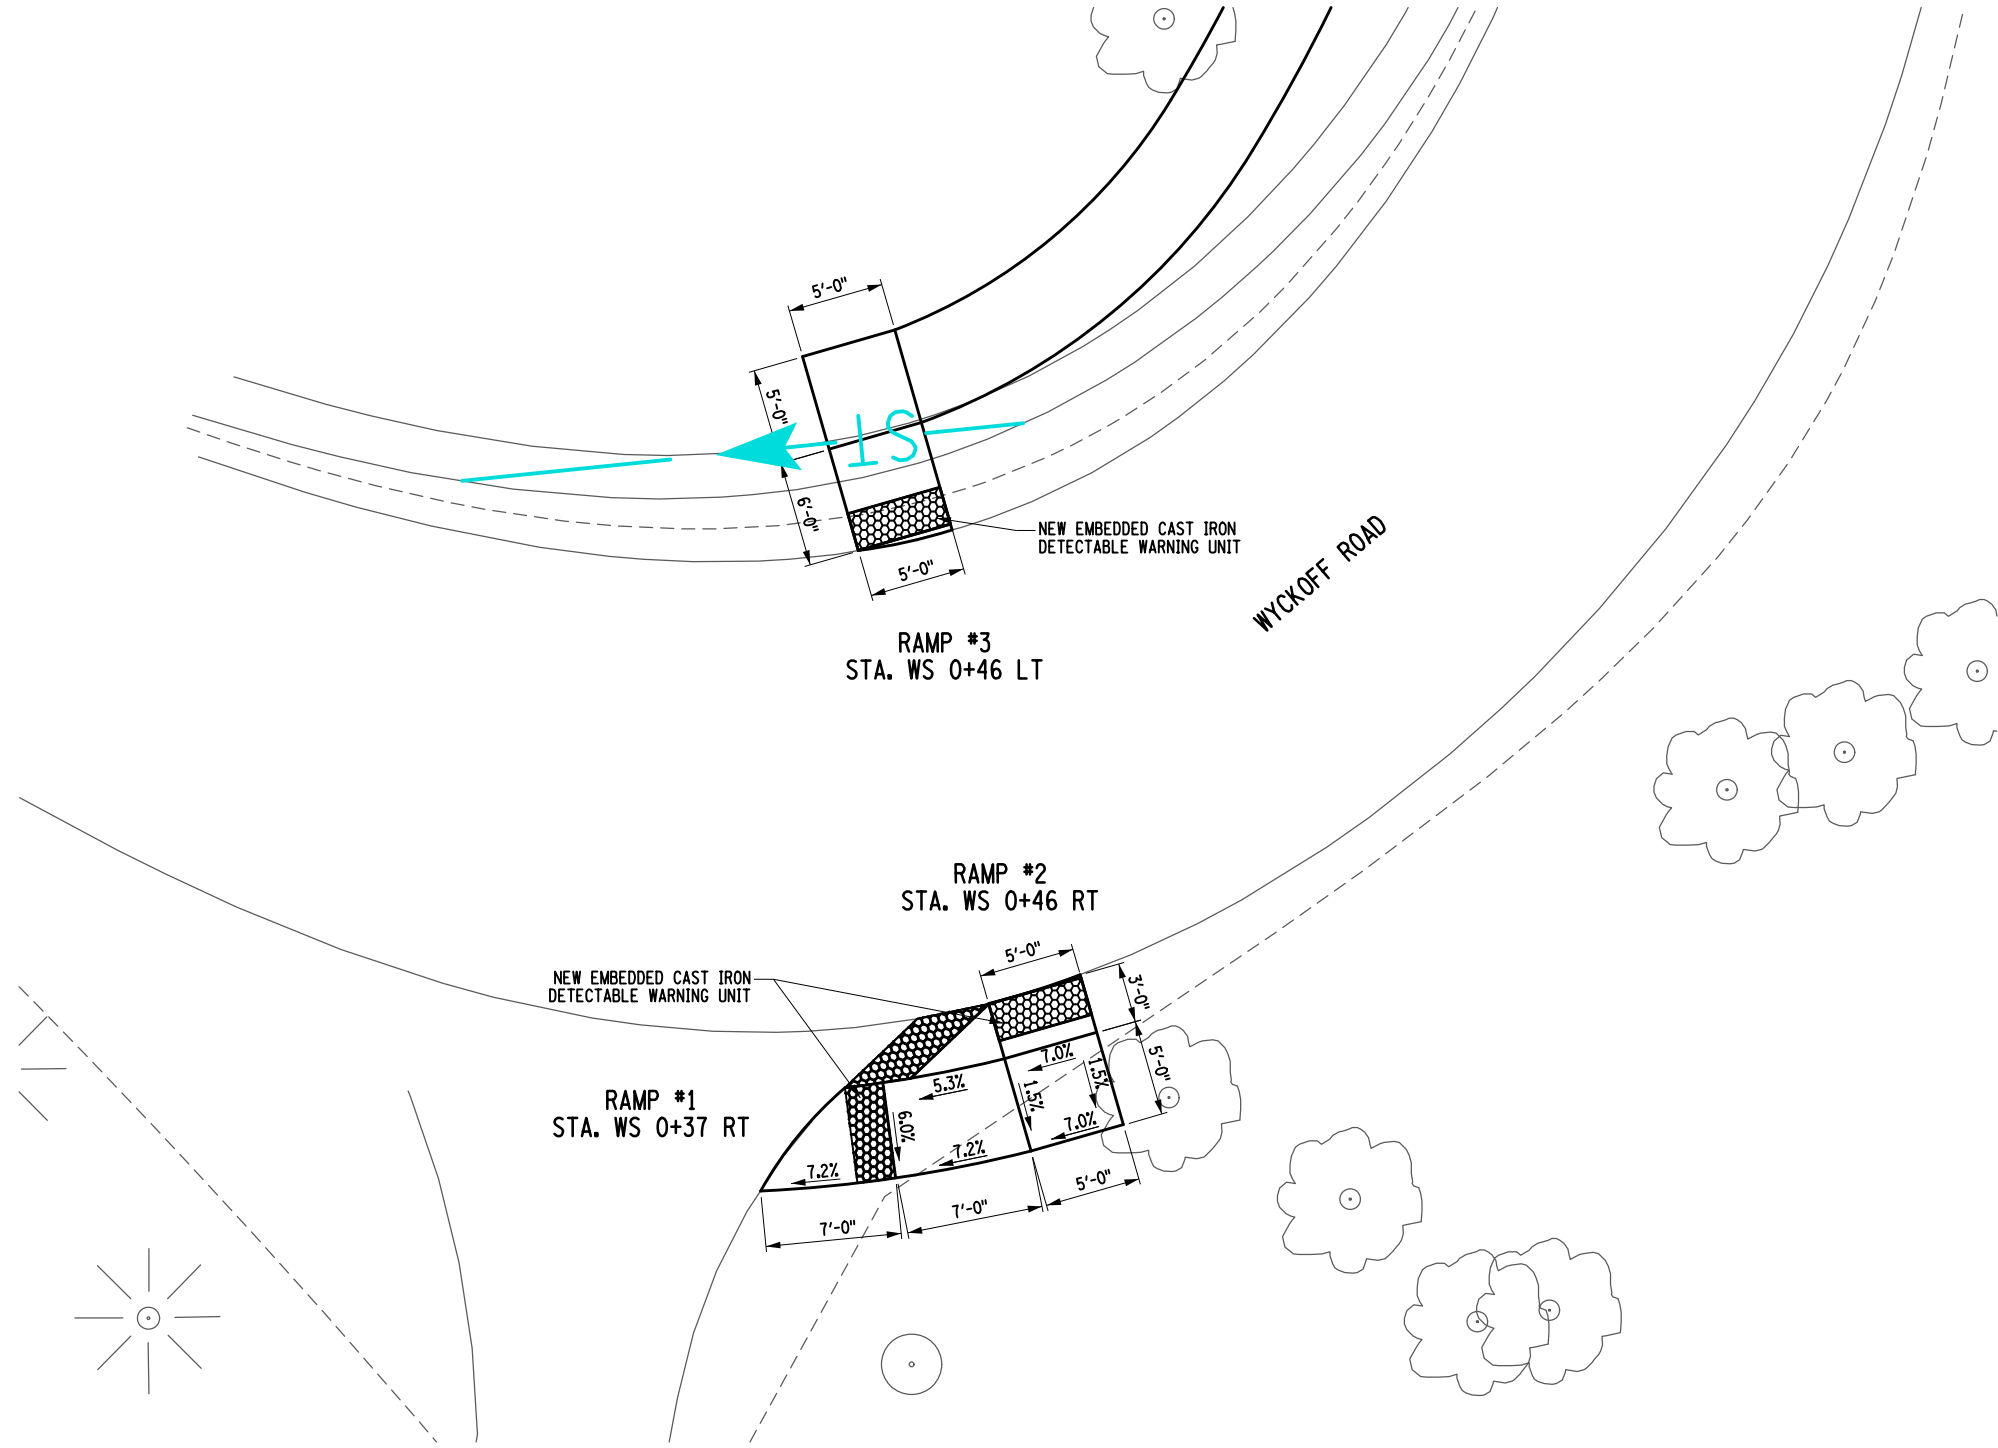 5'-0"
5'-0"
ST
6'-0"
NEW EMBEDDED CAST IRON
DETECTABLE WARNING UNIT
5'-0"
WYCKOFF ROAD
RAMP #3
STA. WS 0+46 LT
RAMP #2
STA. WS 0+46 RT
5'-0"
NEW EMBEDDED CAST IRON
DETECTABLE WARNING UNIT
3'-0"
7.0%
5'-0"
1.5%
5.3%
1.5%
RAMP #1
STA. WS 0+37 RT
6.0%
7.0%
7.2%
7.2%
5'-0"
7'-0"
7'-0"